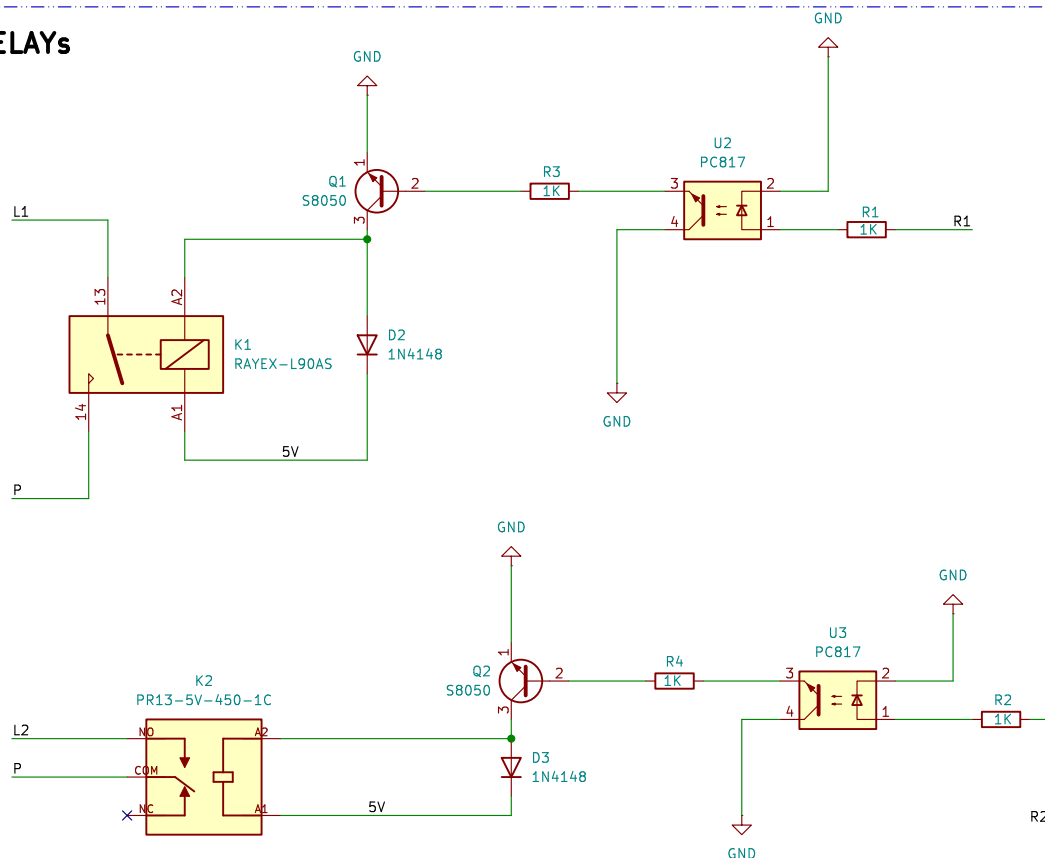 ELAYs
GND
GND
U2
PC817
Q1
S8050
1
2
3
R3
1K
3
4
2
1
R1
1K
R1
L1
13
A2
K1
RAYEX-L90AS
D2
1N4148
14
A1
5V
P
GND
GND
GND
U3
PC817
Q2
S8050
1
2
3
R4
1K
3
4
2
1
R2
1K
K2
PR13-5V-450-1C
L2
NO
A2
P
COM
D3
1N4148
NC
A1
5V
R2
GND